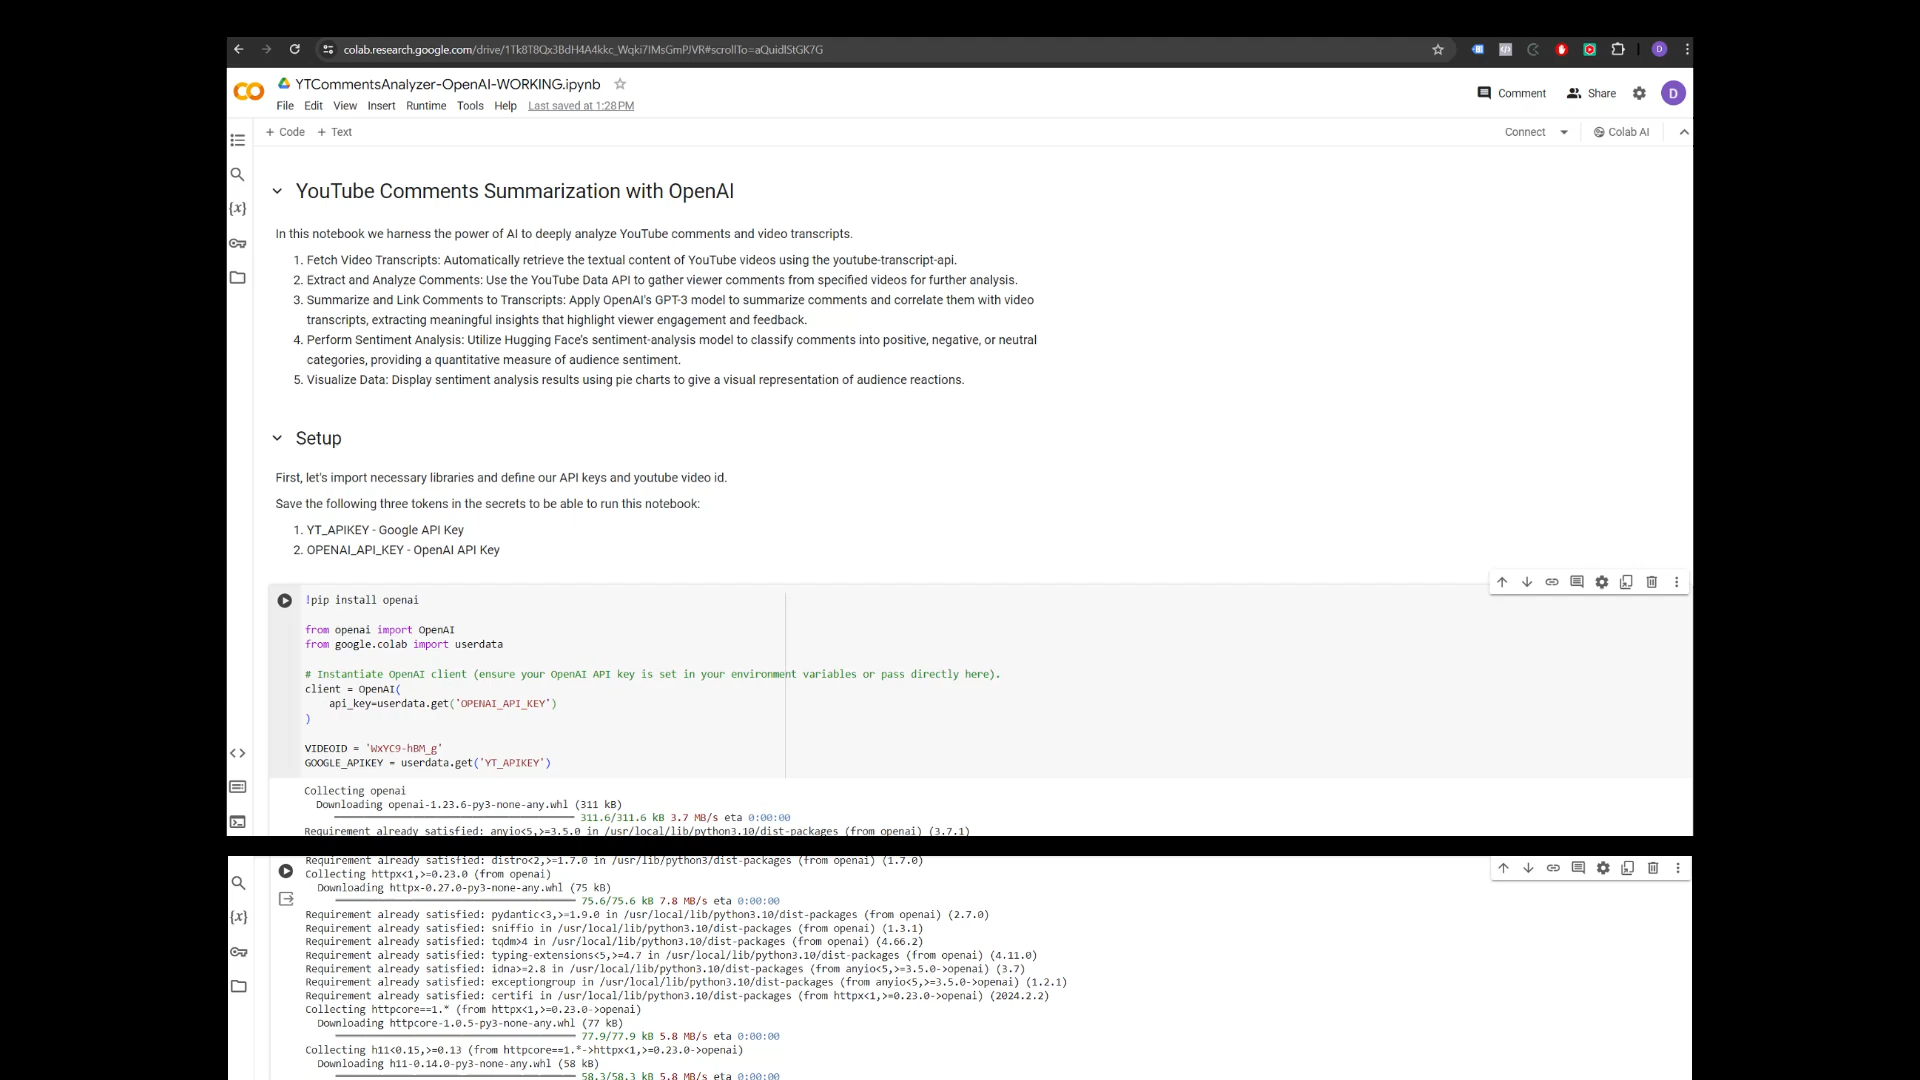 colab.research.google.com/drive/1Tk8T8Qx3BdH4A4kkc_Wqki7IMsGmPJVR#scrollTo=aQuidIStGK7G
D
YTCommentsAnalyzer-OpenAI-WORKING.ipynb
File Edit View Insert Runtime Tools Help Last saved at 1:28 PM
Comment Share D
+ Code + Text
Connect Colab AI
YouTube Comments Summarization with OpenAI
In this notebook we harness the power of AI to deeply analyze YouTube comments and video transcripts.
1. Fetch Video Transcripts: Automatically retrieve the textual content of YouTube videos using the youtube-transcript-api.
2. Extract and Analyze Comments: Use the YouTube Data API to gather viewer comments from specified videos for further analysis.
3. Summarize and Link Comments to Transcripts: Apply OpenAI's GPT-3 model to summarize comments and correlate them with video
transcripts, extracting meaningful insights that highlight viewer engagement and feedback.
4. Perform Sentiment Analysis: Utilize Hugging Face's sentiment-analysis model to classify comments into positive, negative, or neutral
categories, providing a quantitative measure of audience sentiment.
5. Visualize Data: Display sentiment analysis results using pie charts to give a visual representation of audience reactions.
Setup
First, let's import necessary libraries and define our API keys and youtube video id.
Save the following three tokens in the secrets to be able to run this notebook:
1. YT_APIKEY - Google API Key
2. OPENAI_API_KEY - OpenAI API Key
!pip install openai
from openai import OpenAI
from google.colab import userdata
# Instantiate OpenAI client (ensure your OpenAI API key is set in your environment variables or pass directly here).
client = OpenAI(
api_key=userdata.get('OPENAI_API_KEY')
)
VIDEOID = 'WxYC9-hBM_g'
GOOGLE_APIKEY = userdata.get('YT_APIKEY')
Collecting openai
Downloading openai-1.23.6-py3-none-any.whl (311 kB)
311.6/311.6 kB 3.7 MB/s eta 0:00:00
Requirement already satisfied: anyio<5,>=3.5.0 in /usr/local/lib/python3.10/dist-packages (from openai) (3.7.1)
Requirement already satisfied: distro<2,>=1.7.0 in /usr/lib/python3/dist-packages (from openai) (1.7.0)
Collecting httpx<1,>=0.23.0 (from openai)
Downloading httpx-0.27.0-py3-none-any.whl (75 kB)
75.6/75.6 kB 7.8 MB/s eta 0:00:00
Requirement already satisfied: pydantic<3,>=1.9.0 in /usr/local/lib/python3.10/dist-packages (from openai) (2.7.0)
Requirement already satisfied: sniffio in /usr/local/lib/python3.10/dist-packages (from openai) (1.3.1)
Requirement already satisfied: tqdm>4 in /usr/local/lib/python3.10/dist-packages (from openai) (4.66.2)
Requirement already satisfied: typing-extensions<5,>=4.7 in /usr/local/lib/python3.10/dist-packages (from openai) (4.11.0)
Requirement already satisfied: idna>=2.8 in /usr/local/lib/python3.10/dist-packages (from anyio<5,>=3.5.0->openai) (3.7)
Requirement already satisfied: exceptiongroup in /usr/local/lib/python3.10/dist-packages (from anyio<5,>=3.5.0->openai) (1.2.1)
Requirement already satisfied: certifi in /usr/local/lib/python3.10/dist-packages (from httpx<1,>=0.23.0->openai) (2024.2.2)
Collecting httpcore==1.* (from httpx<1,>=0.23.0->openai)
Downloading httpcore-1.0.5-py3-none-any.whl (77 kB)
77.9/77.9 kB 5.8 MB/s eta 0:00:00
Collecting h11<0.15,>=0.13 (from httpcore==1.*->httpx<1,>=0.23.0->openai)
Downloading h11-0.14.0-py3-none-any.whl (58 kB)
58.3/58.3 kB 5.8 MB/s eta 0:00:00